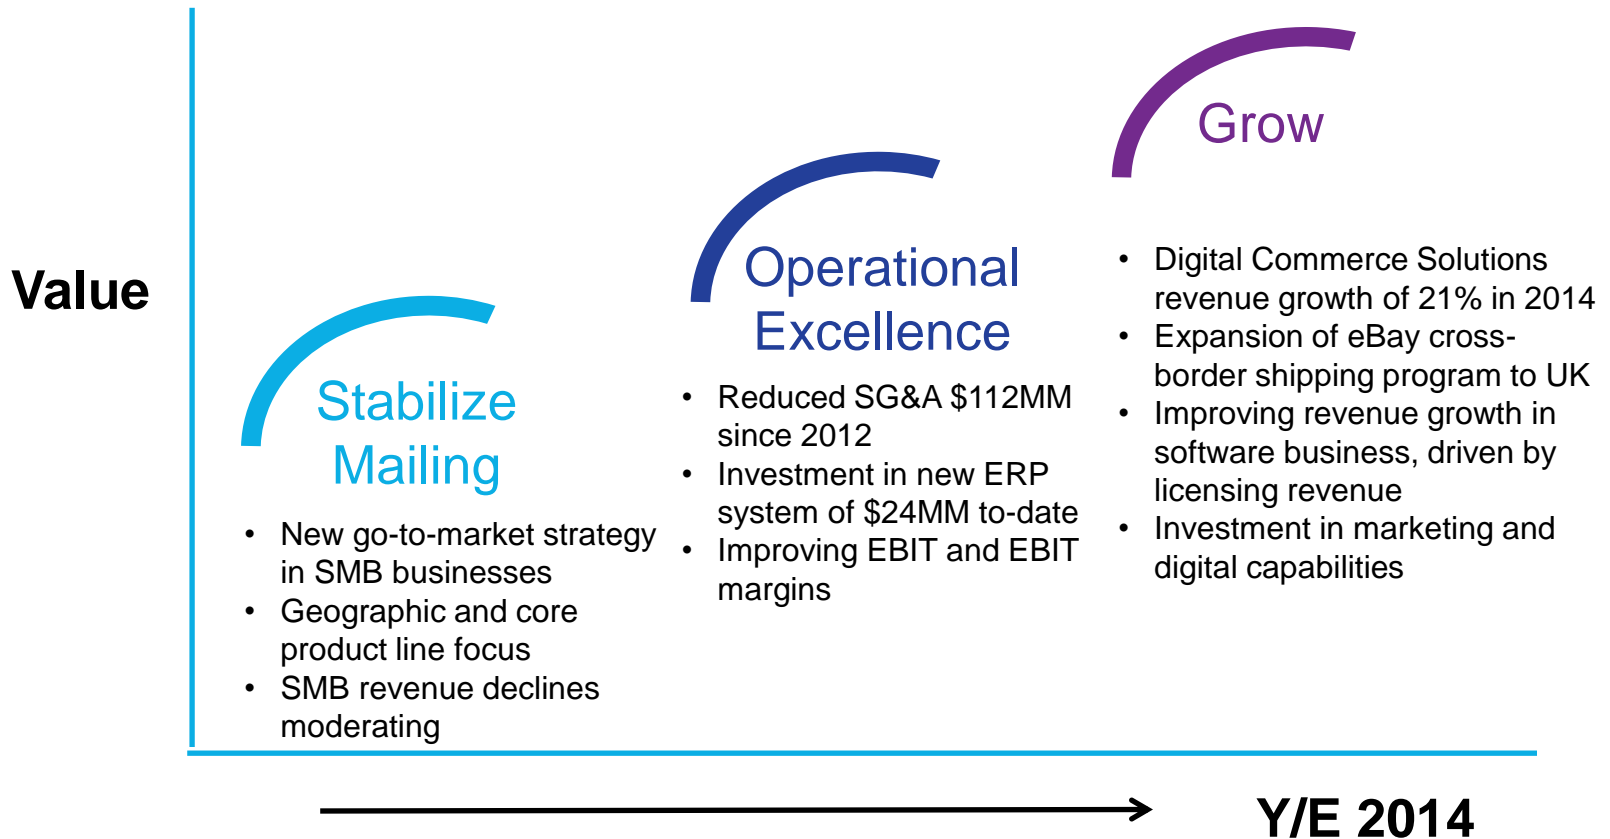 Value
Stabilize
Mailing
• New go-to-market strategy
in SMB businesses
• Geographic and core
product line focus
• SMB revenue declines
moderating
Operational
Excellence
• Reduced SG&A $112MM
since 2012
• Investment in new ERP
system of $24MM to-date
• Improving EBIT and EBIT
margins
Grow
• Digital Commerce Solutions
revenue growth of 21% in 2014
• Expansion of eBay cross-
border shipping program to UK
• Improving revenue growth in
software business, driven by
licensing revenue
• Investment in marketing and
digital capabilities
Y/E 2014